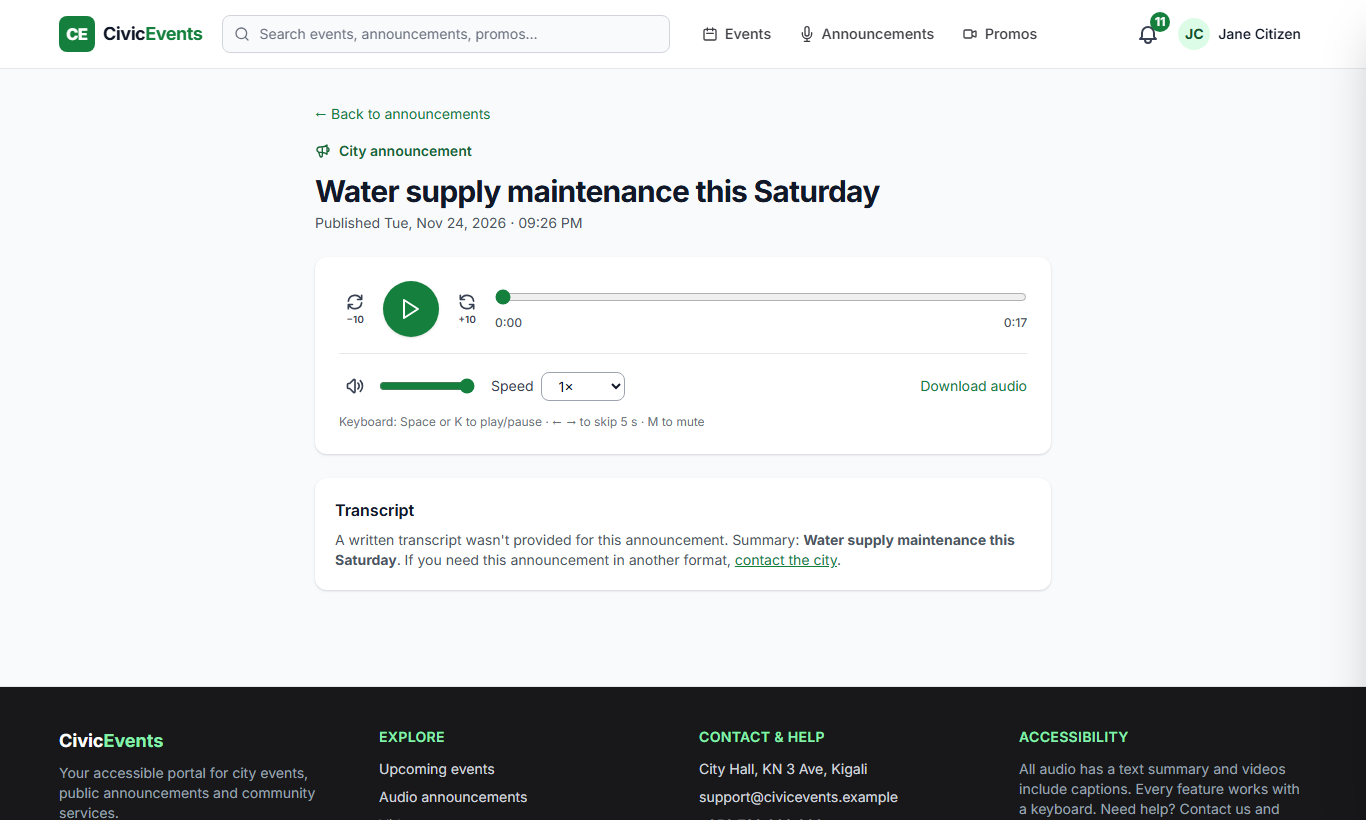 CE CivicEvents
Search events, announcements, promos...
Events
Announcements
Promos
11
JC
Jane Citizen
← Back to announcements
City announcement
Water supply maintenance this Saturday
Published Tue, Nov 24, 2026 · 09:26 PM
−10
+10
0:00
0:17
Speed
1×
Download audio
Keyboard: Space or K to play/pause · ← → to skip 5 s · M to mute
Transcript
A written transcript wasn't provided for this announcement. Summary: Water supply maintenance this
Saturday. If you need this announcement in another format, contact the city.
CivicEvents
Your accessible portal for city events,
public announcements and community
services.
EXPLORE
Upcoming events
Audio announcements
CONTACT & HELP
City Hall, KN 3 Ave, Kigali
support@civicevents.example
ACCESSIBILITY
All audio has a text summary and videos
include captions. Every feature works with
a keyboard. Need help? Contact us and